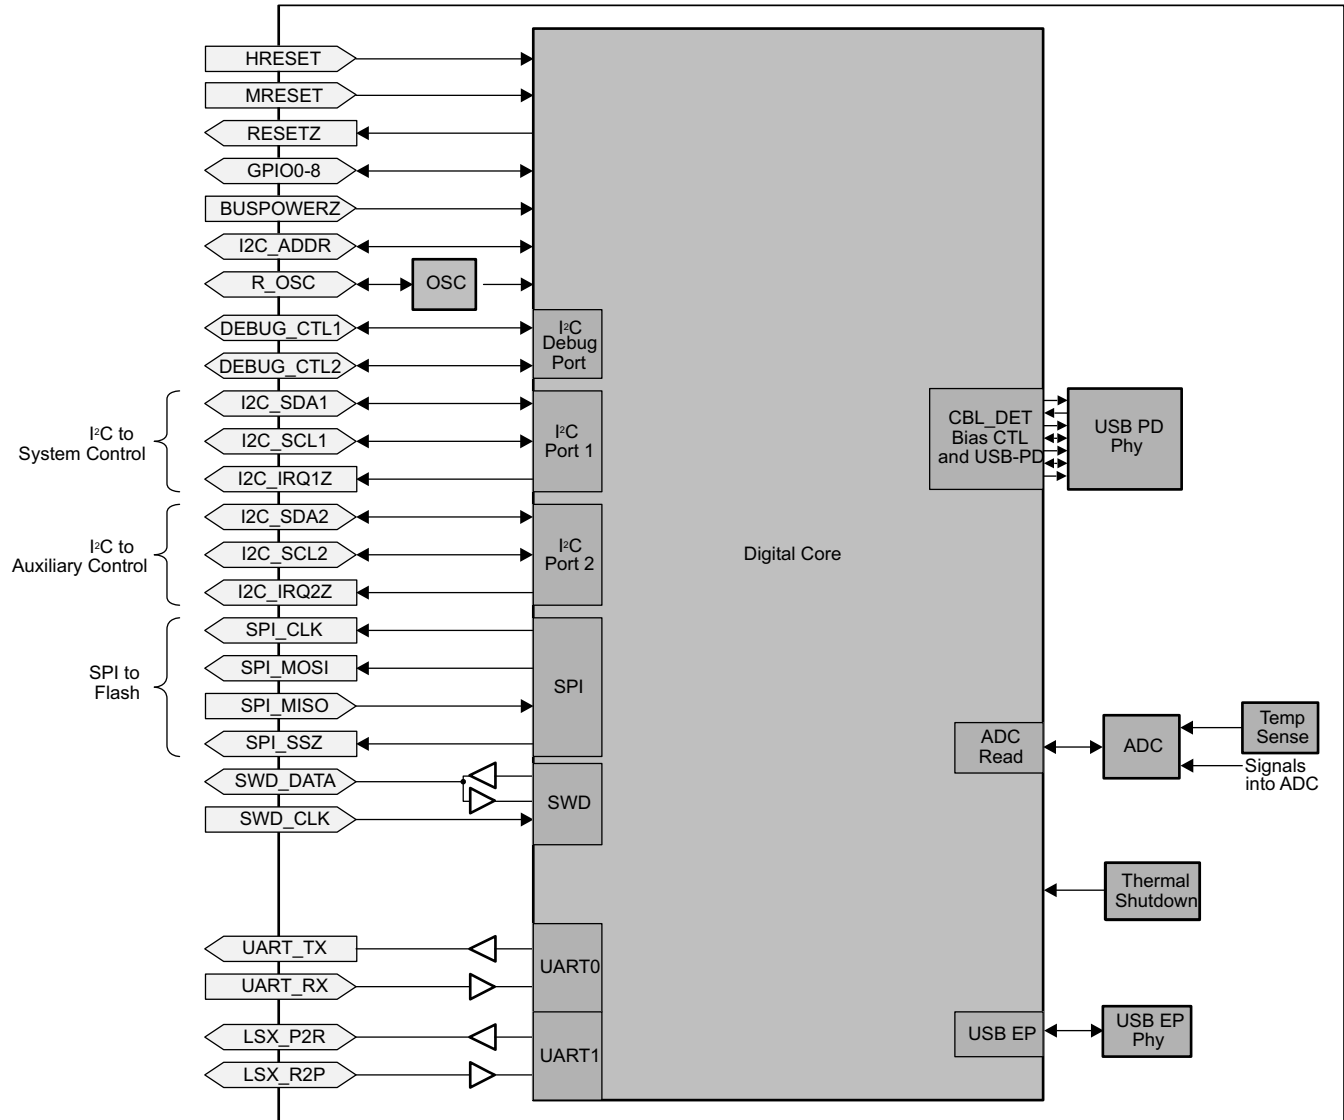 HRESET
MRESET
RESETZ
GPIO0-8
BUSPOWERZ
I2C_ADDR
R_OSC
OSC
DEBUG_CTL1
DEBUG_CTL2
I²C
Debug
Port
I²C to
System Control
I2C_SDA1
I2C_SCL1
I2C_IRQ1Z
I²C
Port 1
I²C to
Auxiliary Control
I2C_SDA2
I2C_SCL2
I2C_IRQ2Z
I²C
Port 2
SPI to
Flash
SPI_CLK
SPI_MOSI
SPI_MISO
SPI_SSZ
SPI
SWD_DATA
SWD_CLK
SWD
UART_TX
UART_RX
UART0
LSX_P2R
LSX_R2P
UART1
Digital Core
CBL_DET
Bias CTL
and USB-PD
USB PD
Phy
ADC
Read
ADC
Temp
Sense
Signals
into ADC
Thermal
Shutdown
USB EP
USB EP
Phy